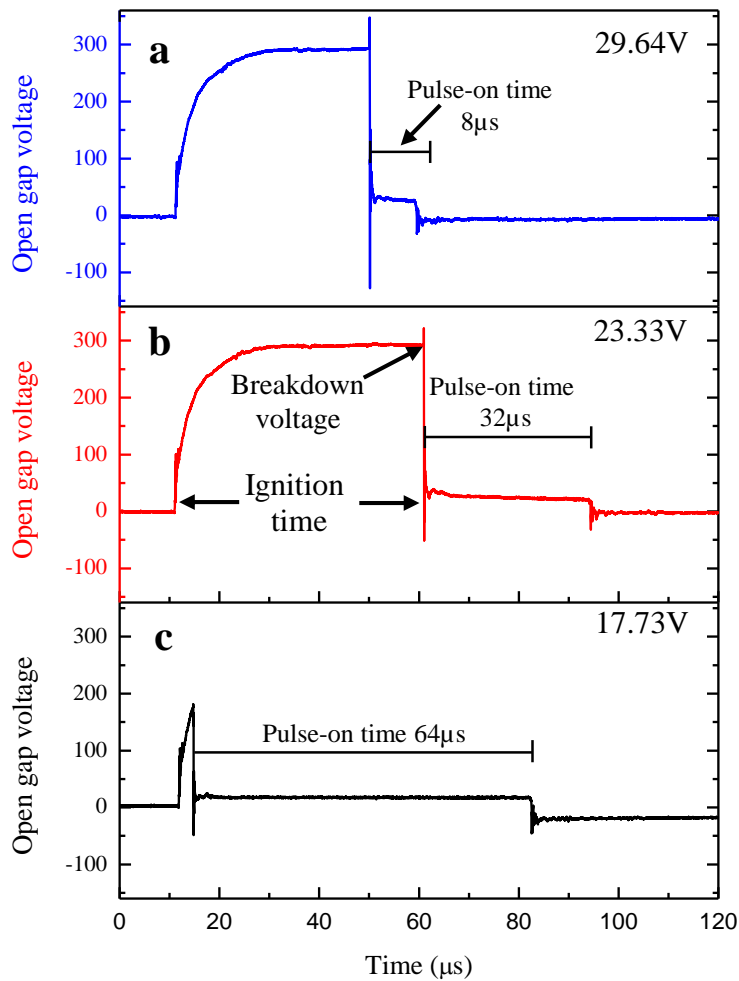 a
29.64V
Pulse-on time
8μs
Open gap voltage
300
200
100
0
-100
b
23.33V
Breakdown
voltage
Pulse-on time
32μs
Ignition
time
Open gap voltage
300
200
100
0
-100
c
17.73V
Pulse-on time 64μs
Open gap voltage
300
200
100
0
-100
0 20 40 60 80 100 120
Time (μs)